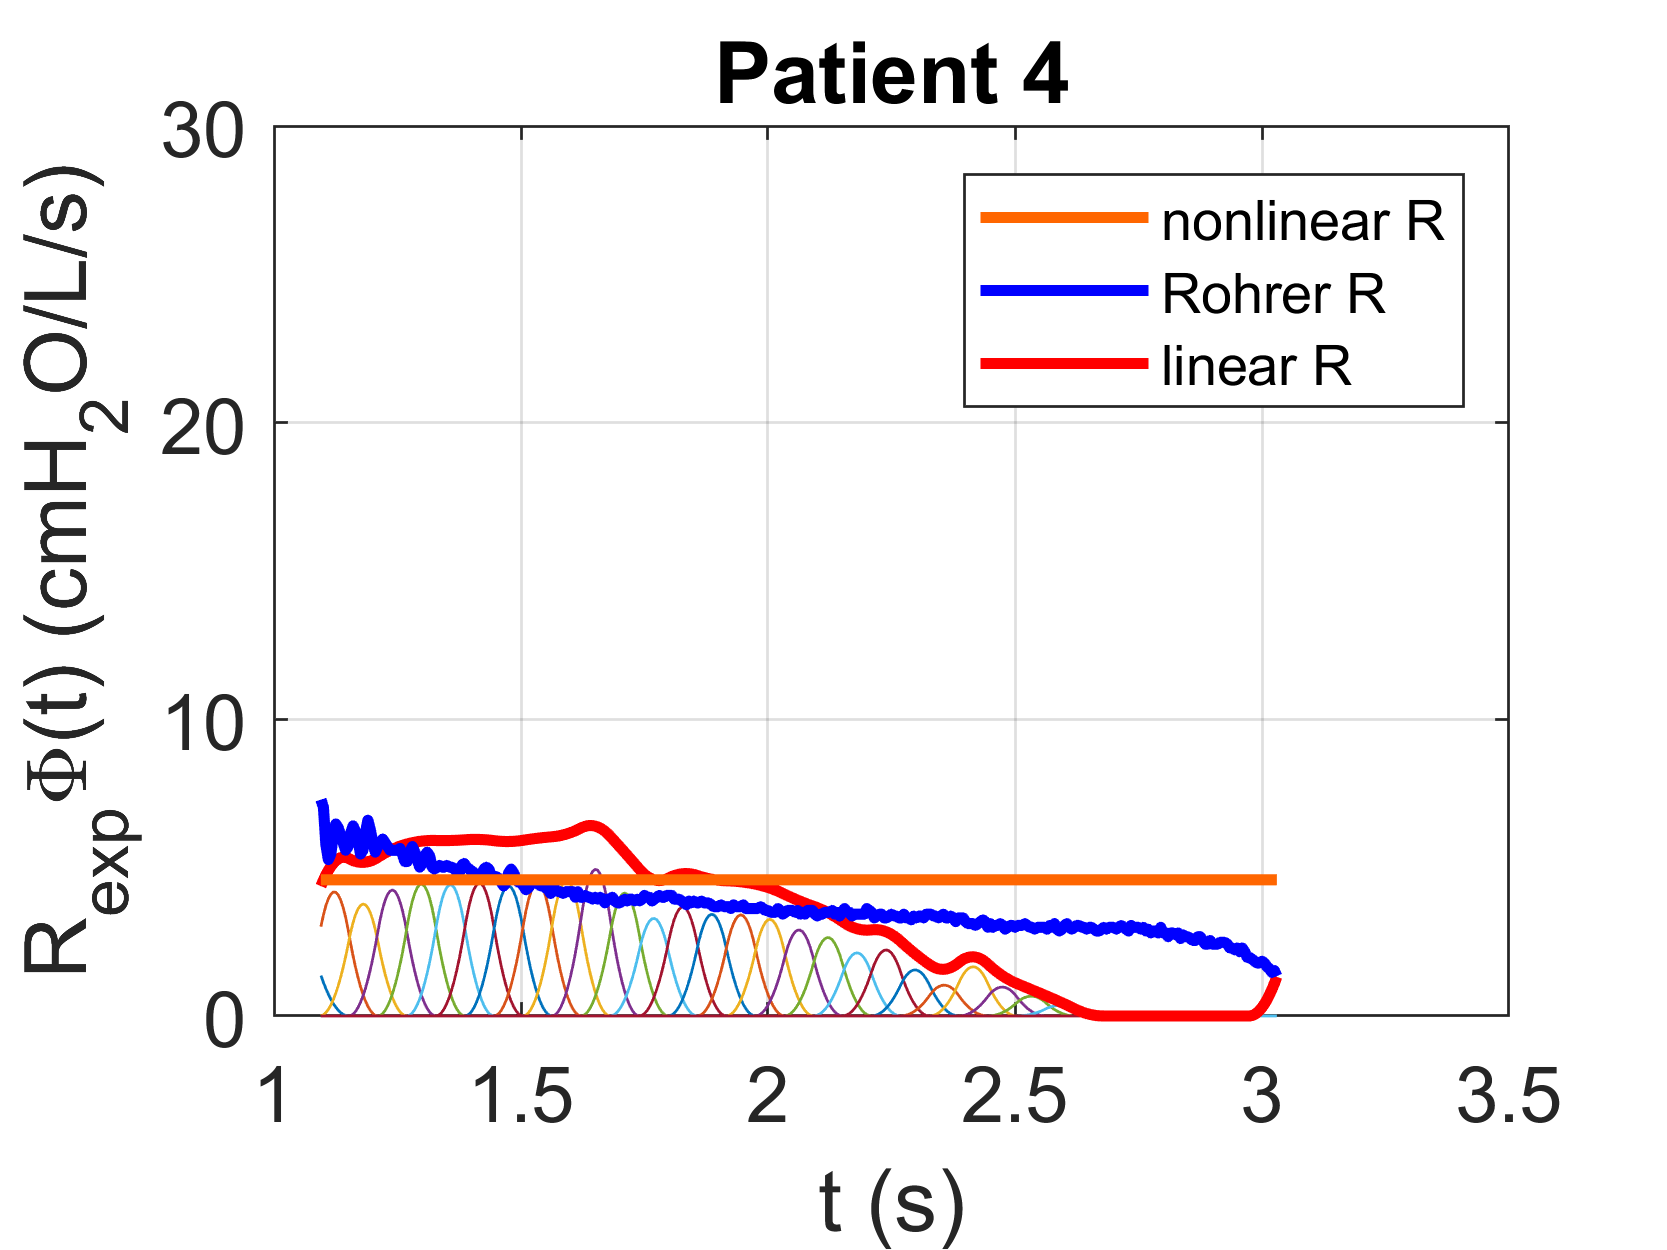 Patient 4
R_expΦ(t) (cmH_2O/L/s)
30
20
10
0
nonlinear R
Rohrer R
linear R
1 1.5 2 2.5 3 3.5
t (s)